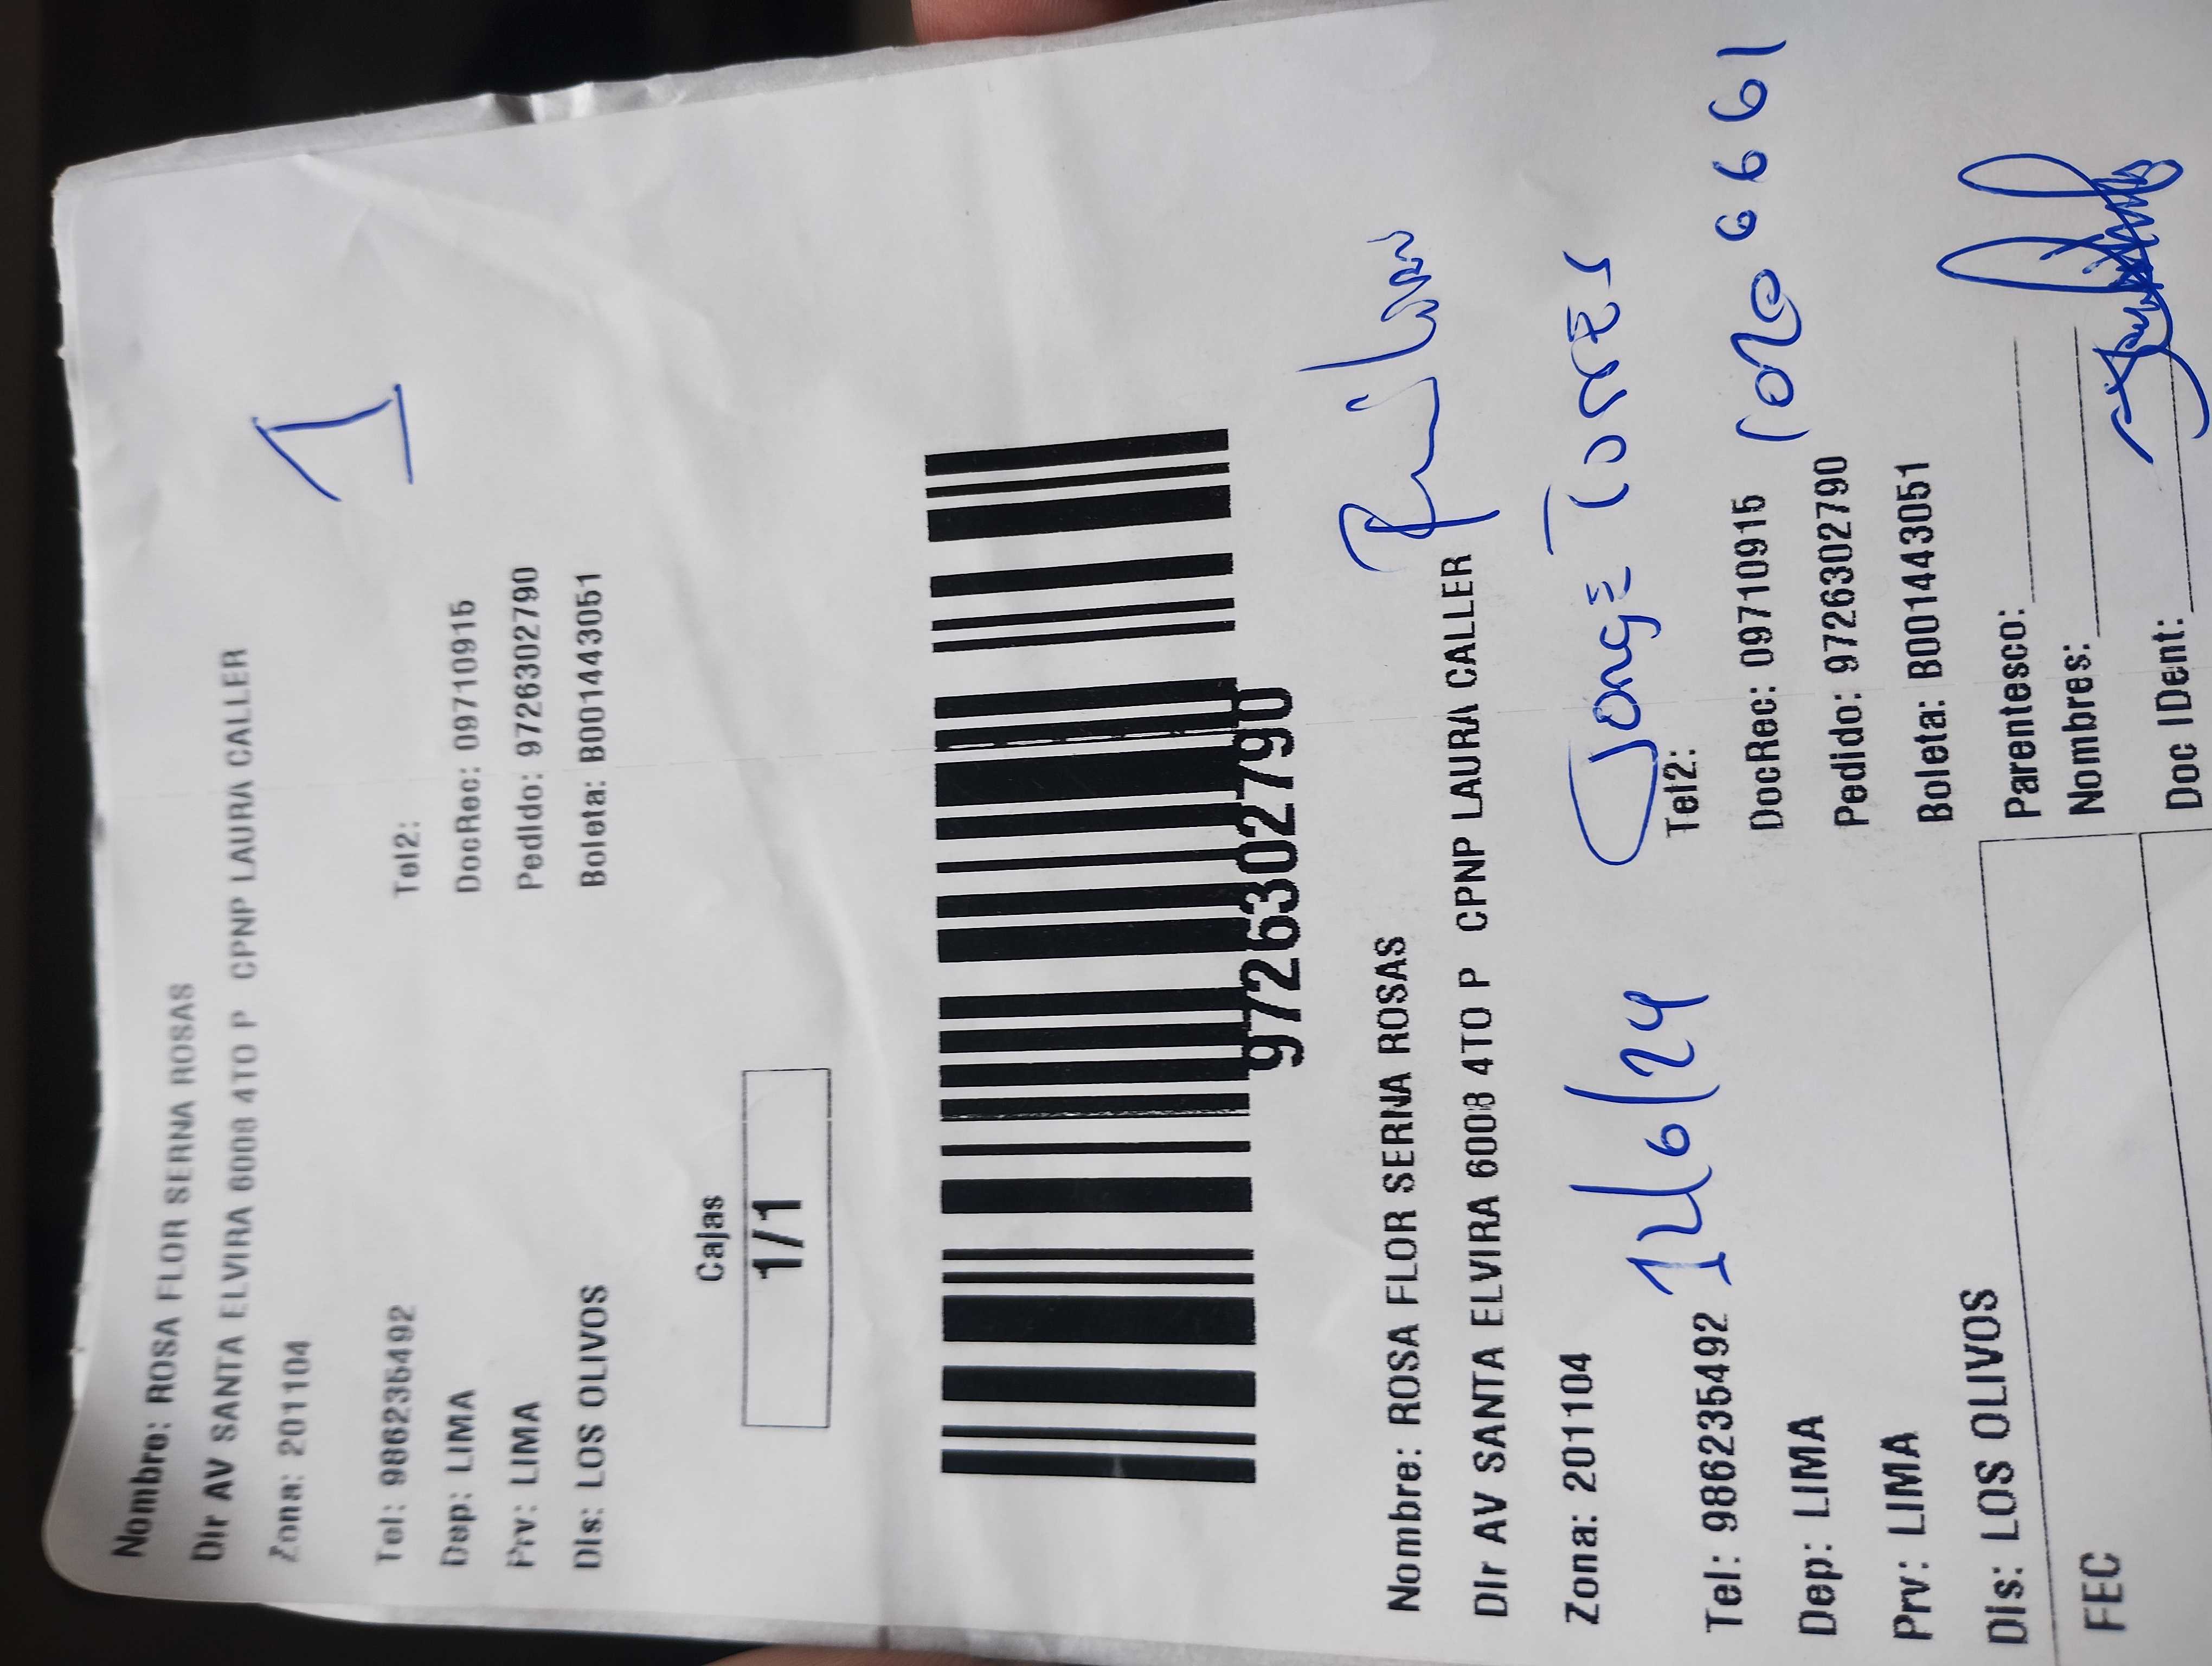 Nombre: ROSA FLOR SERNA ROSAS
Dir AV SANTA ELVIRA 6008 4TO P CPNP LAURA CALLER
Zona: 201104
1
Tel: 986235492 Tel2:
Dep: LIMA DocRec: 09710915
Prv: LIMA Pedido: 9726302790
Dis: LOS OLIVOS Boleta: B001443051
Cajas
1/1
9726302790
Nombre: ROSA FLOR SERNA ROSAS
Dir AV SANTA ELVIRA 6008 4TO P CPNP LAURA CALLER
Zona: 201104
Jorge Torres
Tel: 986235492 12/6/24 Tel2:
Dep: LIMA DocRec: 09710915
Prv: LIMA Pedido: 9726302790
Dis: LOS OLIVOS Boleta: B001443051
Parentesco:
FEC Nombres:
Doc IDent: